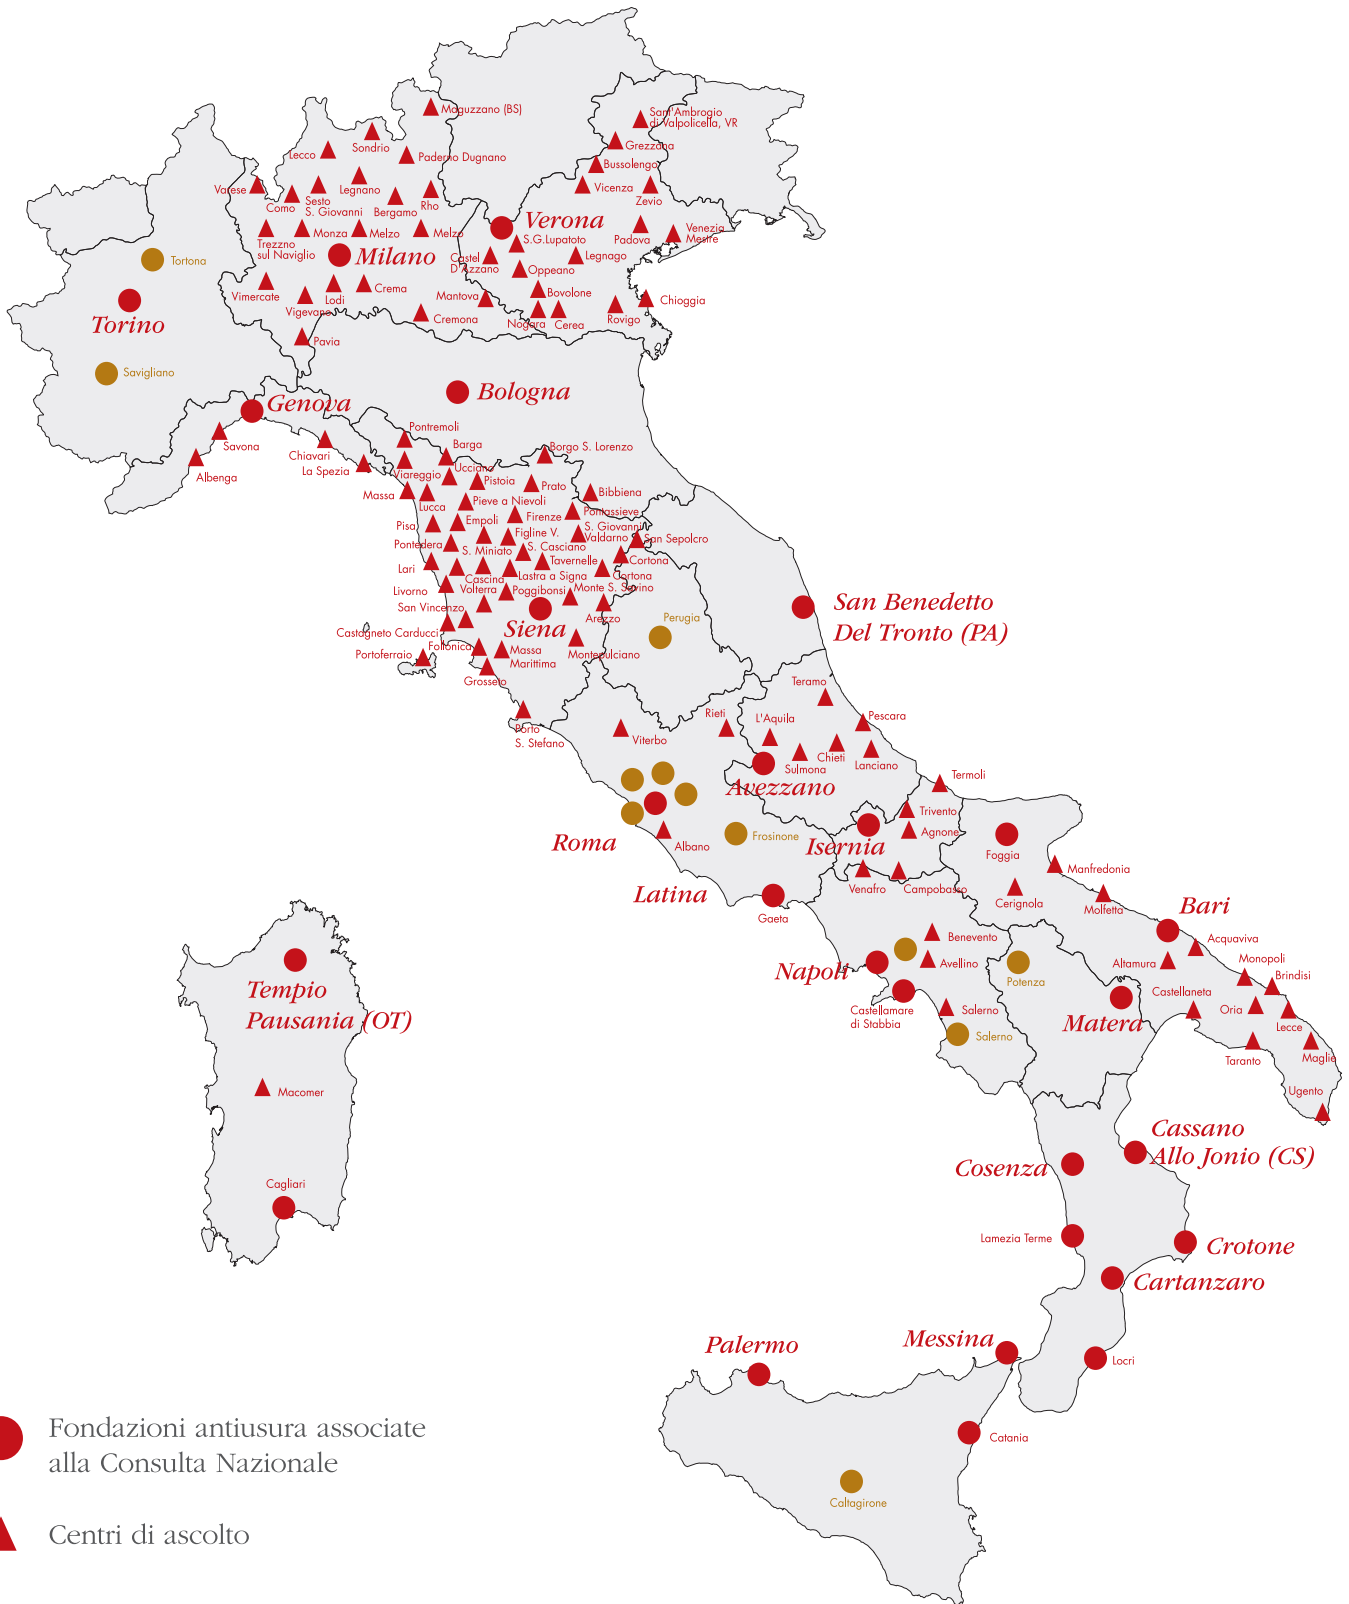 Maguzzano (BS)
Sant'Ambrogio
di Valpolicella, VR
Sondrio
Grezzana
Lecco
Paderno Dugnano
Bussolengo
Varese
Legnano
Vicenza
Como
Sesto
S. Giovanni
Bergamo
Rho
Zevio
Verona
Trezzno
sul Naviglio
Monza
Melzo
Melzo
S.G.Lupatoto
Padova
Venezia
Mestre
Milano
Castel
D'Azzano
Legnago
Tortona
Oppeano
Vimercate
Vigevano
Lodi
Crema
Mantova
Bovolone
Chioggia
Torino
Cremona
Nogara
Cerea
Rovigo
Pavia
Savigliano
Bologna
Genova
Savona
Chiavari
Pontremoli
Barga
Borgo S. Lorenzo
Albenga
La Spezia
Viareggio
Ucciano
Pistoia
Prato
Massa
Lucca
Pieve a Nievoli
Bibbiena
Pisa
Empoli
Firenze
Pontassieve
Figline V.
S. Giovanni
Valdarno
San Sepolcro
Pontedera
S. Miniato
S. Casciano
Tavernelle
Cortona
Lari
Cascina
Lastra a Signa
Cortona
Livorno
Volterra
Poggibonsi
Monte S. Savino
San Vincenzo
Arezzo
Siena
Perugia
San Benedetto
Del Tronto (PA)
Castagneto Carducci
Portoferraio
Follonica
Massa
Marittima
Montepulciano
Grosseto
Porto
S. Stefano
Viterbo
Rieti
L'Aquila
Teramo
Pescara
Sulmona
Chieti
Lanciano
Avezzano
Termoli
Trivento
Roma
Albano
Frosinone
Isernia
Agnone
Foggia
Latina
Gaeta
Venafro
Campobasso
Manfredonia
Cerignola
Molfetta
Bari
Benevento
Acquaviva
Napoli
Avellino
Altamura
Monopoli
Brindisi
Potenza
Castellaneta
Castellamare
di Stabbia
Salerno
Oria
Lecce
Matera
Salerno
Taranto
Maglie
Ugento
Tempio
Pausania (OT)
Macomer
Cagliari
Cassano
Allo Jonio (CS)
Cosenza
Lamezia Terme
Crotone
Cartanzaro
Messina
Palermo
Locri
Catania
Caltagirone
Fondazioni antiusura associate
alla Consulta Nazionale
Centri di ascolto